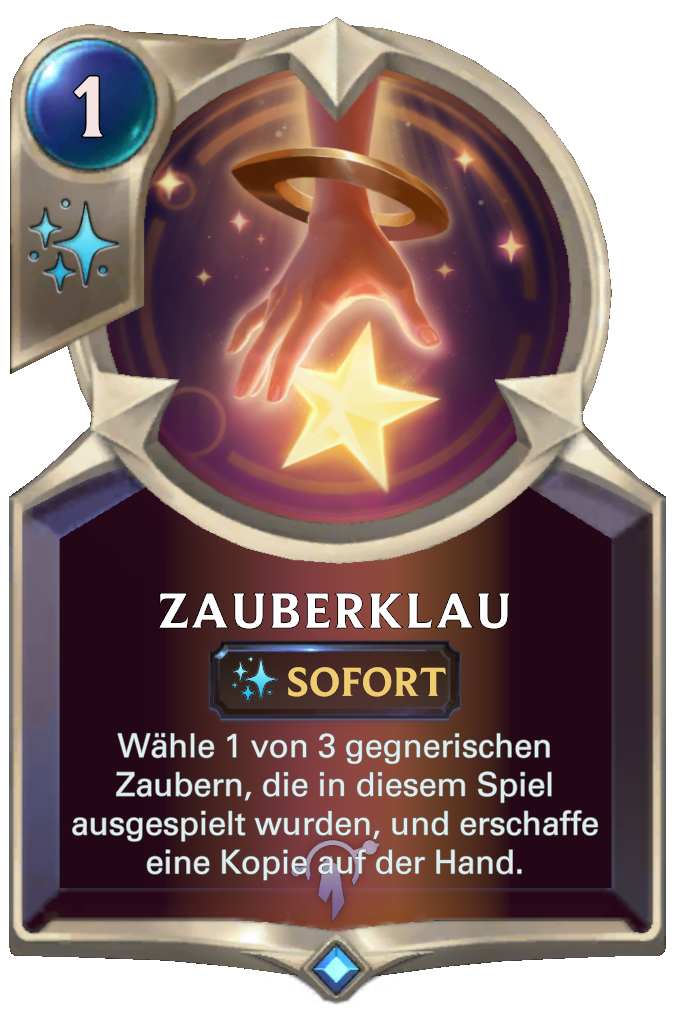 1
ZAUBERKLAU
SOFORT
Wähle 1 von 3 gegnerischen
Zaubern, die in diesem Spiel
ausgespielt wurden, und erschaffe
eine Kopie auf der Hand.